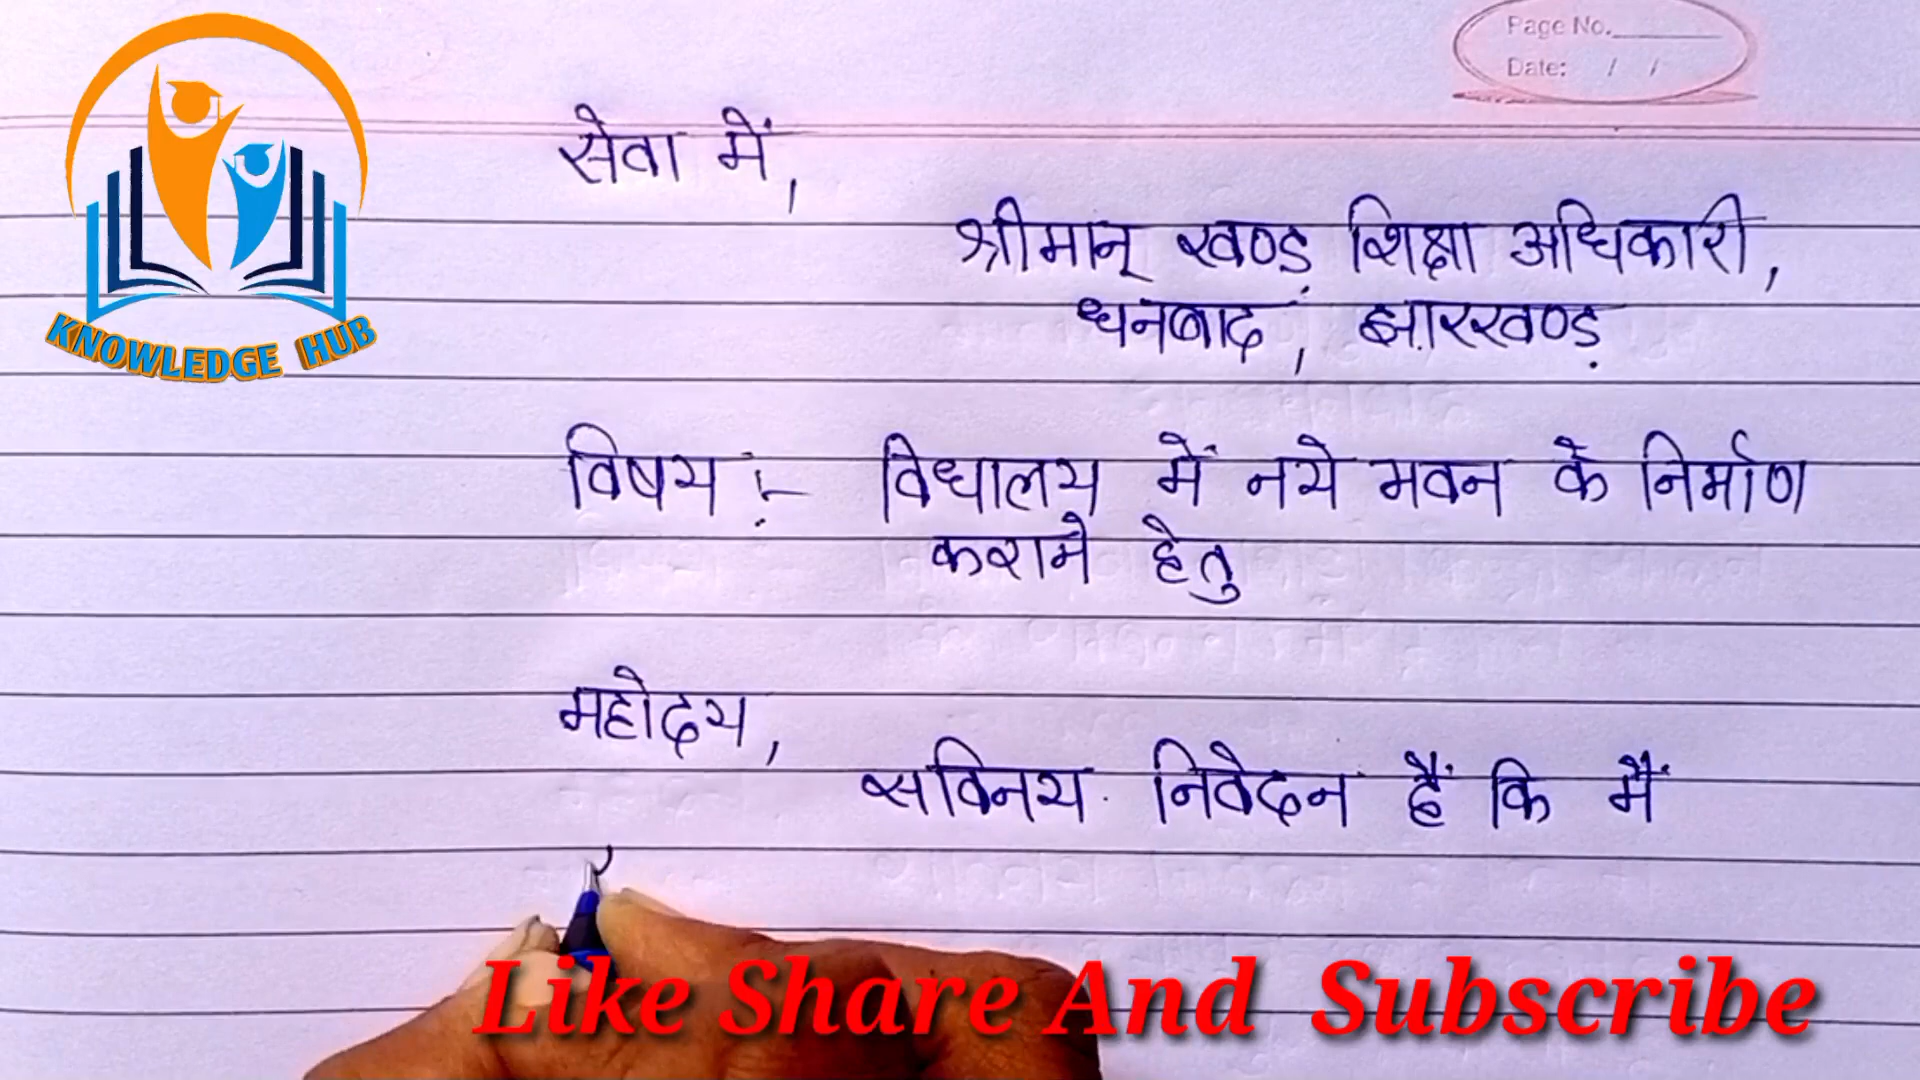 Page No.
Date: / /
सेवा में,
श्रीमान् खण्ड शिक्षा अधिकारी,
धनबाद, झारखण्ड
विषय :- विधालय में नये भवन के निर्माण
कराने हेतु
महोदय,
सविनय निवेदन हैं कि मैं
KNOWLEDGE HUB
Like Share And Subscribe